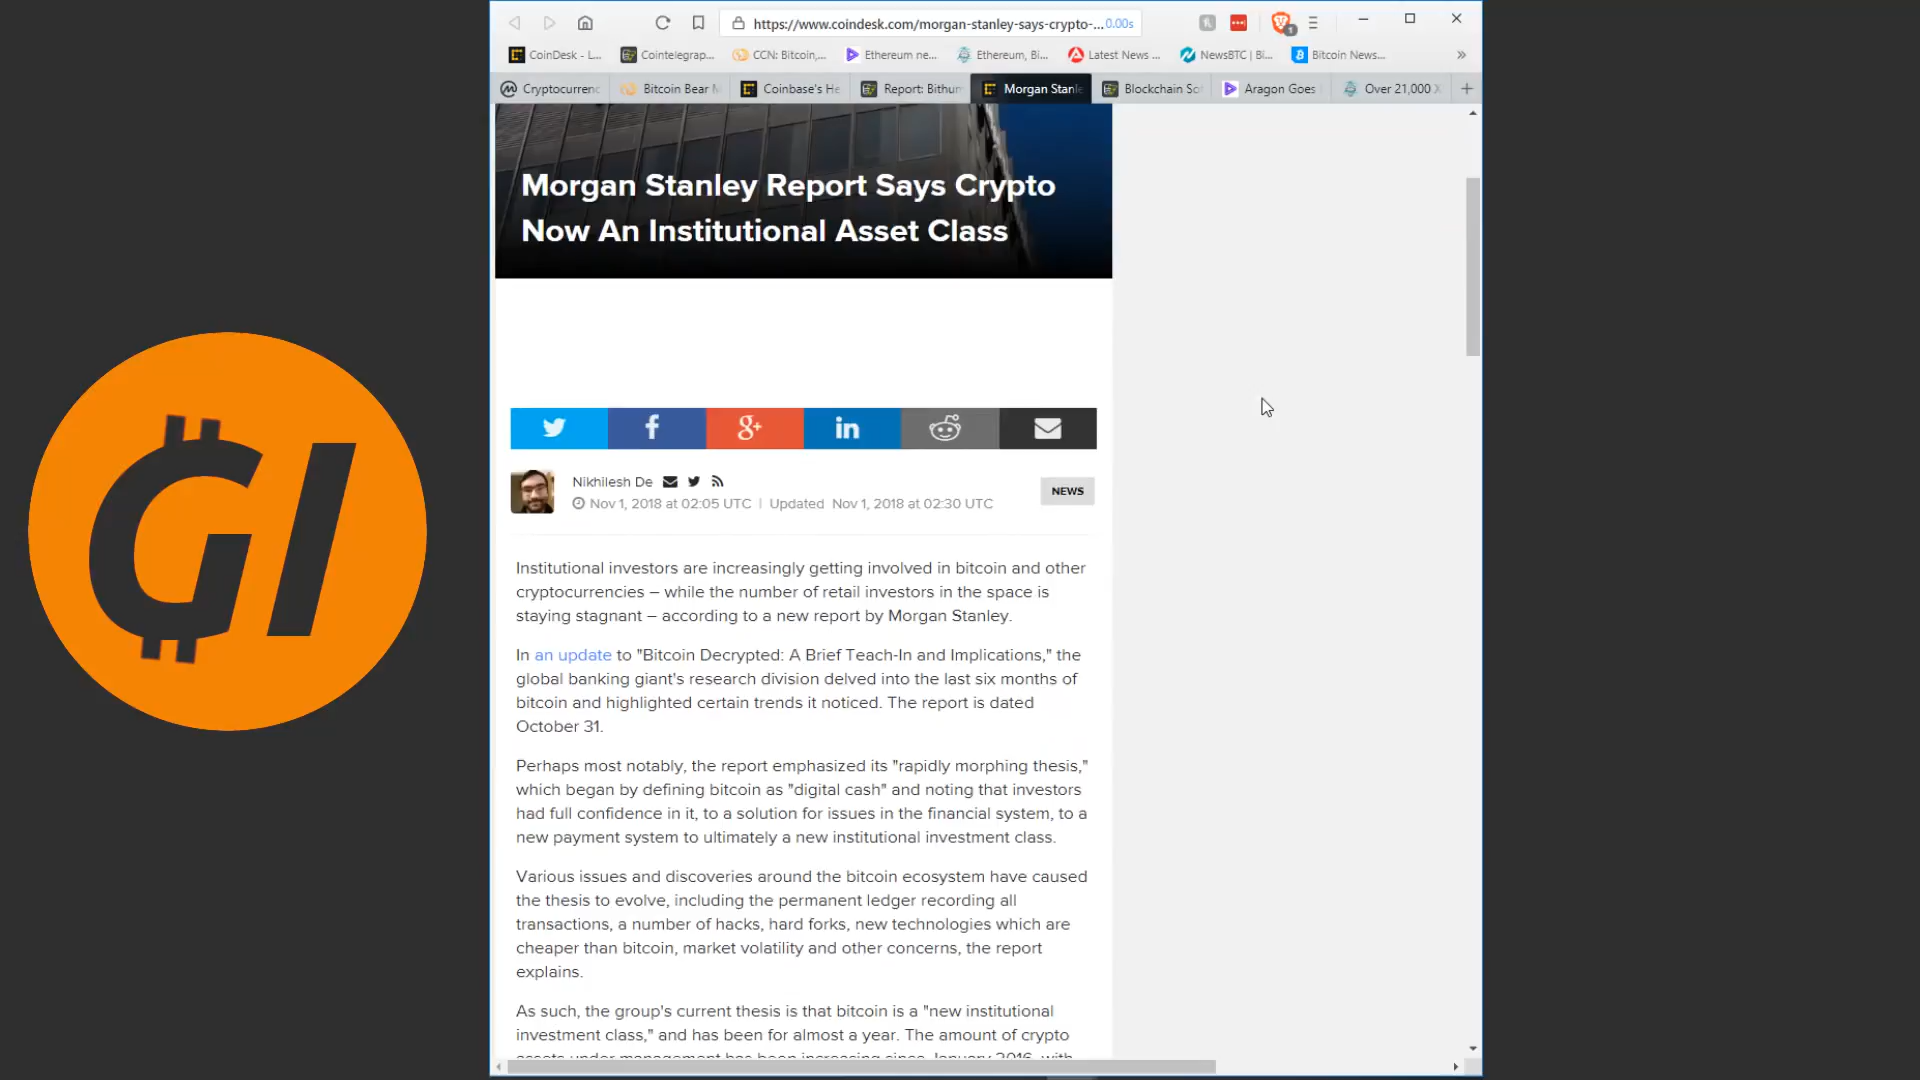 https://www.coindesk.com/morgan-stanley-says-crypto-... 0.00s
CoinDesk - L... Cointelegrap... CCN: Bitcoin,... Ethereum ne... Ethereum, Bi... Latest News ... NewsBTC | Bi... Bitcoin News...
Cryptocurrenc Bitcoin Bear M Coinbase's He Report: Bithum Morgan Stanle Blockchain So Aragon Goes Over 21,000 X
Morgan Stanley Report Says Crypto
Now An Institutional Asset Class
GI
Nikhilesh De
Nov 1, 2018 at 02:05 UTC | Updated Nov 1, 2018 at 02:30 UTC
NEWS
Institutional investors are increasingly getting involved in bitcoin and other
cryptocurrencies – while the number of retail investors in the space is
staying stagnant – according to a new report by Morgan Stanley.
In an update to "Bitcoin Decrypted: A Brief Teach-In and Implications," the
global banking giant's research division delved into the last six months of
bitcoin and highlighted certain trends it noticed. The report is dated
October 31.
Perhaps most notably, the report emphasized its "rapidly morphing thesis,"
which began by defining bitcoin as "digital cash" and noting that investors
had full confidence in it, to a solution for issues in the financial system, to a
new payment system to ultimately a new institutional investment class.
Various issues and discoveries around the bitcoin ecosystem have caused
the thesis to evolve, including the permanent ledger recording all
transactions, a number of hacks, hard forks, new technologies which are
cheaper than bitcoin, market volatility and other concerns, the report
explains.
As such, the group's current thesis is that bitcoin is a "new institutional
investment class," and has been for almost a year. The amount of crypto
assets under management has been increasing since January 2016, with